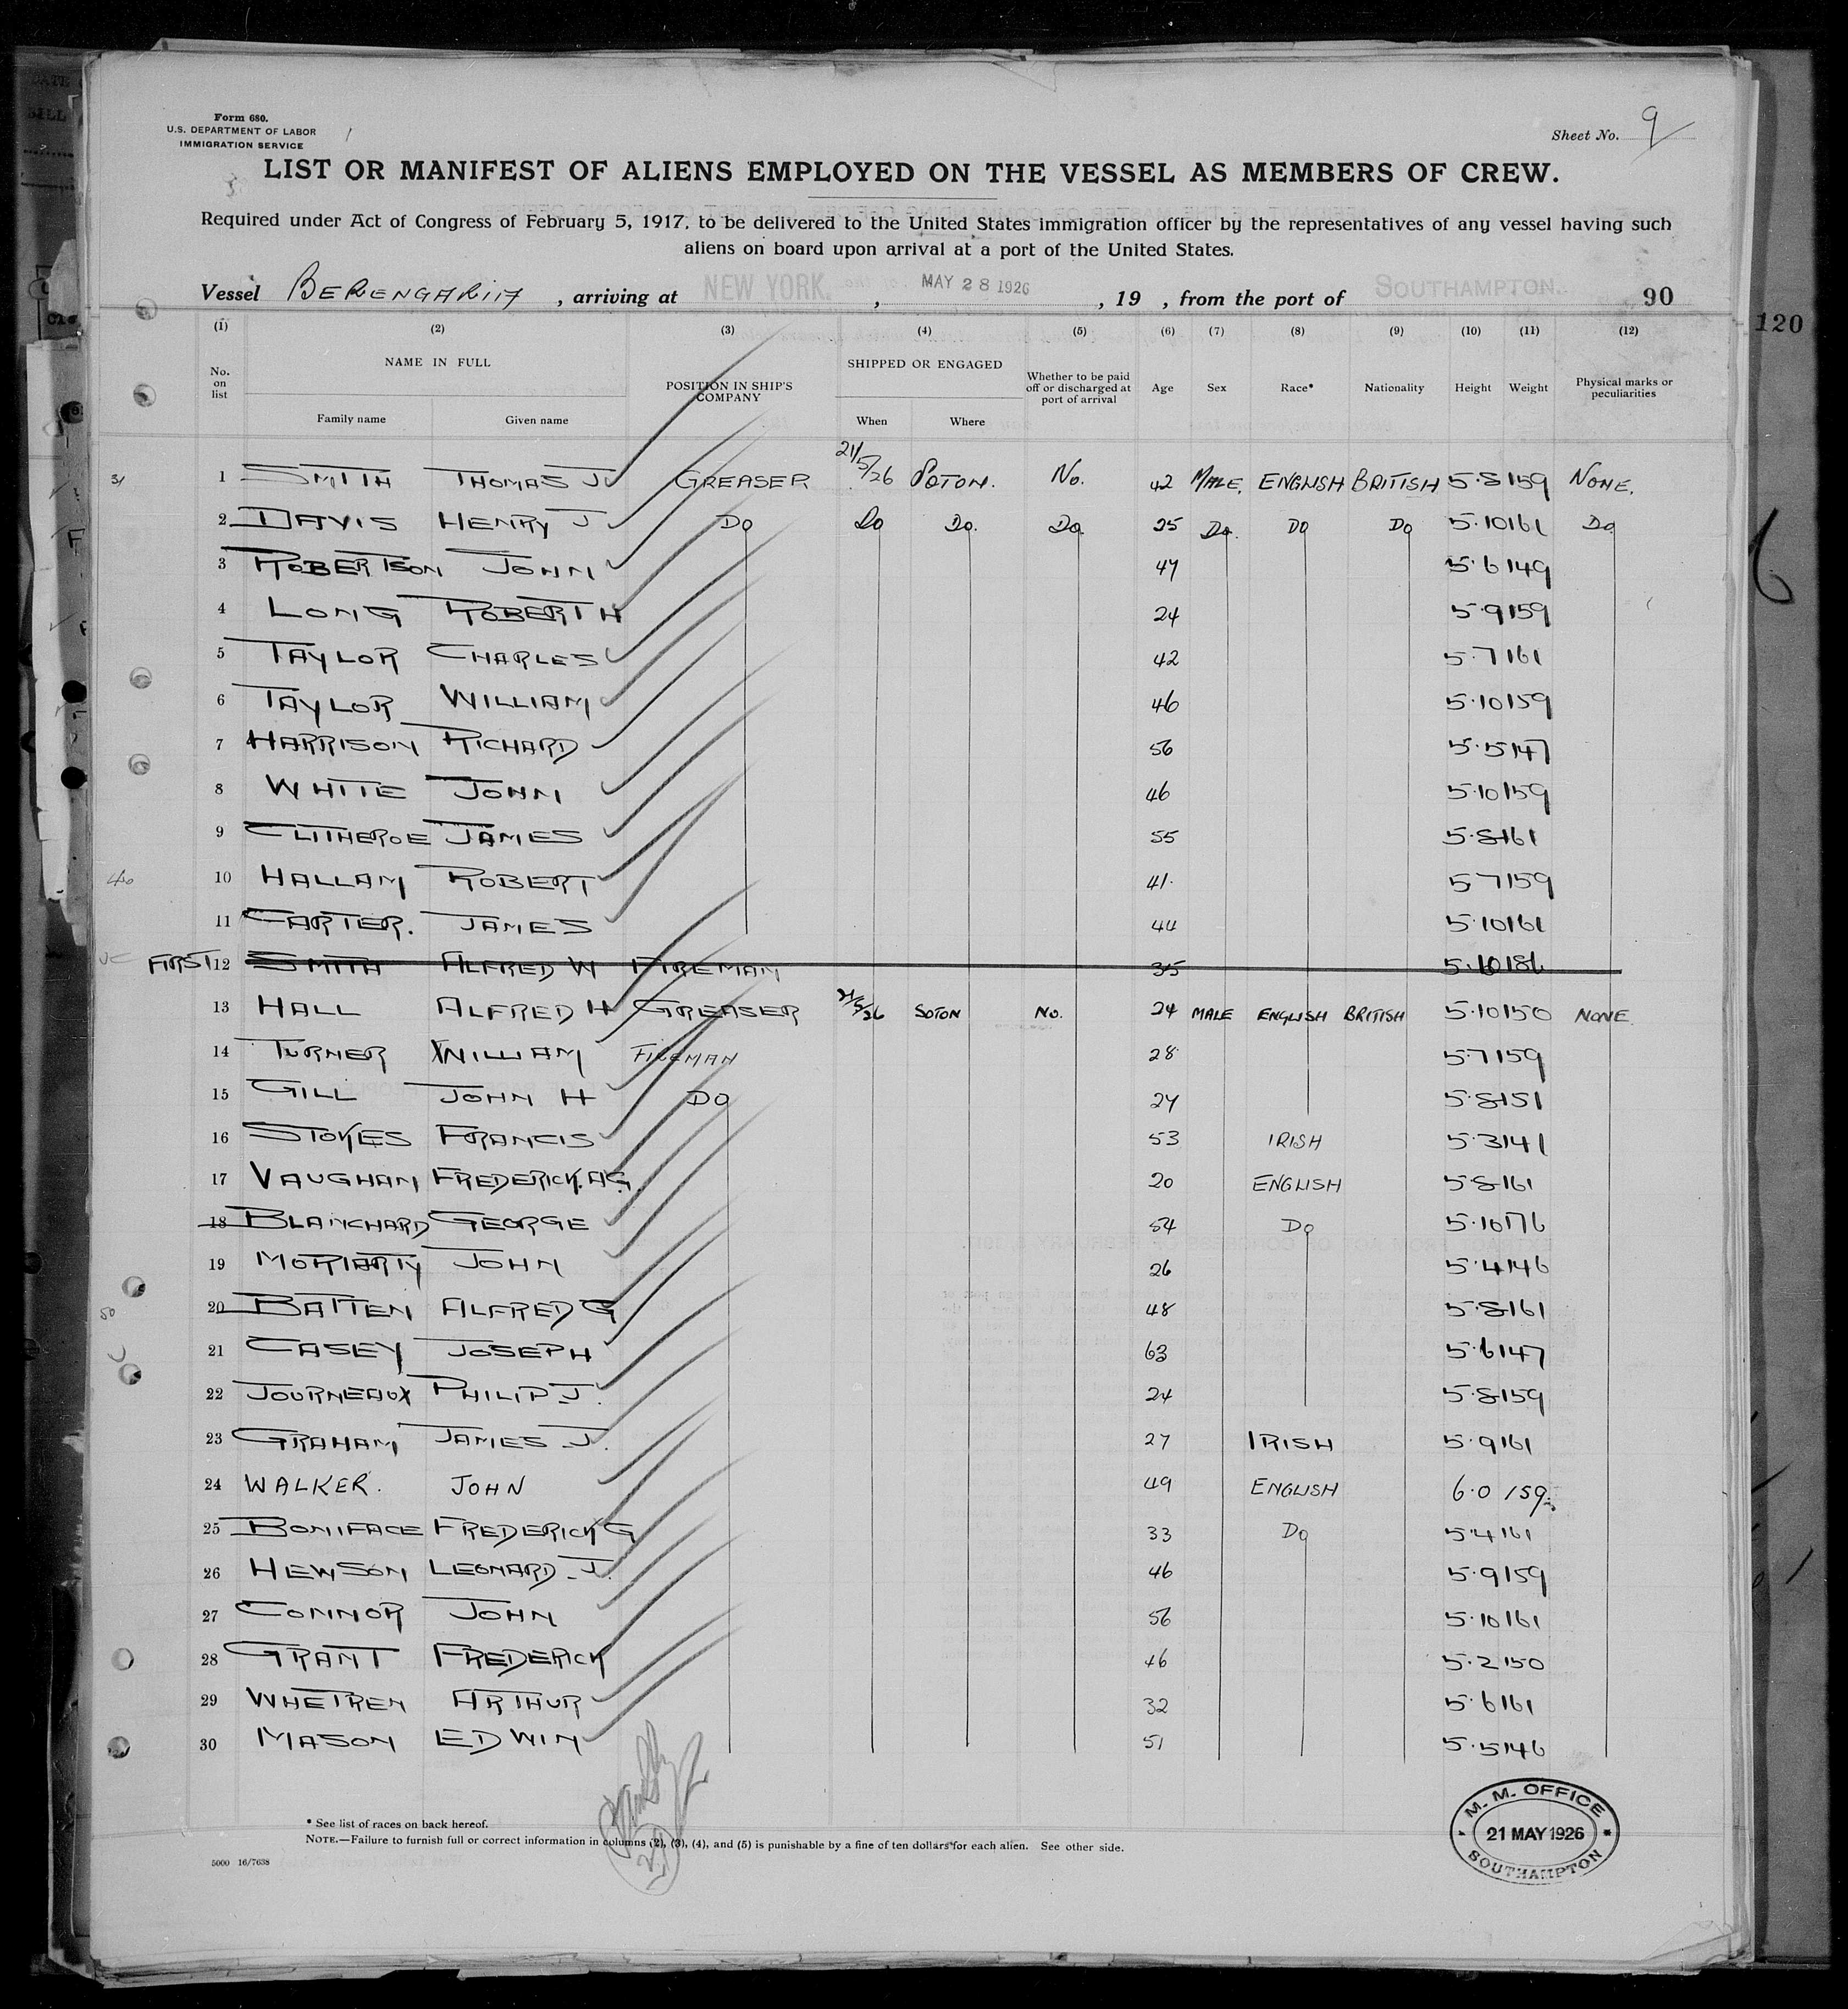 Form 680.
U.S. DEPARTMENT OF LABOR
IMMIGRATION SERVICE
Sheet No. 9
LIST OR MANIFEST OF ALIENS EMPLOYED ON THE VESSEL AS MEMBERS OF CREW.
Required under Act of Congress of February 5, 1917, to be delivered to the United States immigration officer by the representatives of any vessel having such
aliens on board upon arrival at a port of the United States.
Vessel BERENGARIA , arriving at NEW YORK. , MAY 28 1926 , 19 , from the port of SOUTHAMPTON. 90
120
(1) (2) (3) (4) (5) (6) (7) (8) (9) (10) (11) (12)
No. on list NAME IN FULL Family name Given name POSITION IN SHIP'S COMPANY SHIPPED OR ENGAGED When Where Whether to be paid off or discharged at port of arrival Age Sex Race* Nationality Height Weight Physical marks or peculiarities
1 SMITH THOMAS J GREASER 21/5/26 SOTON. No. 42 MALE. ENGLISH BRITISH 5.8 159 NONE.
2 DAVIS HENRY J Do Do Do. Do. 25 Do. Do Do 5.10 161 Do
3 ROBERTSON JOHN 47 5.6 149
4 LONG ROBERT H 24 5.9 159
5 TAYLOR CHARLES 42 5.7 161
6 TAYLOR WILLIAM 46 5.10 159
7 HARRISON RICHARD 56 5.5 147
8 WHITE JOHN 46 5.10 159
9 CLITHEROE JAMES 55 5.8 161
40 10 HALLAM ROBERT 41. 5 7 159
11 CARTER. JAMES 44 5.10 161
FIRST 12 SMITH ALFRED W FIREMAN 35 5.10 186
13 HALL ALFRED H GREASER 21/5/26 SOTON No. 24 MALE ENGLISH BRITISH 5.10 150 NONE
14 TURNER WILLIAM FIREMAN 28 5.7 159
15 GILL JOHN H DO 27 5.8 151
16 STOKES FRANCIS 53 IRISH 5.3 141
17 VAUGHAN FREDERICK. A G. 20 ENGLISH 5.8 161
18 BLANCHARD GEORGE 54 Do 5.10 176
19 MORIARTY JOHN 26 5.4 146
50 20 BATTEN ALFRED G 48 5.8 161
21 CASEY JOSEPH 63 5.6 147
22 JOURNEAUX PHILIP J. 24 5.8 159
23 GRAHAM JAMES J. 27 IRISH 5.9 161
24 WALKER. JOHN 49 ENGLISH 6.0 159
25 BONIFACE FREDERICK G 33 Do 5.4 161
26 HEWSON LEONARD J. 46 5.9 159
27 CONNOR JOHN 56 5.10 161
28 GRANT FREDERICK 46 5.2 150
29 WHETREN ARTHUR 32 5.6 161
30 MASON EDWIN 51 5.5 146
* See list of races on back hereof.
NOTE.—Failure to furnish full or correct information in columns (2), (3), (4), and (5) is punishable by a fine of ten dollars for each alien. See other side.
5000 16/7638
M. M. OFFICE
21 MAY 1926
SOUTHAMPTON